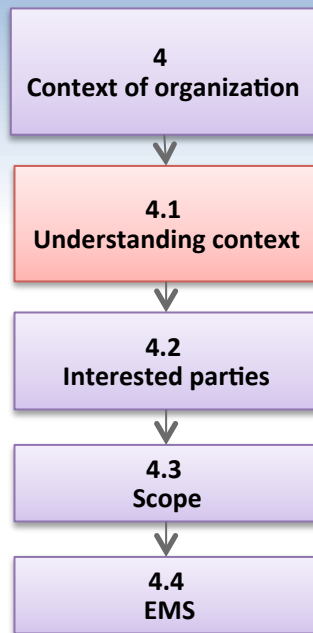 4
Context of organization
4.1
Understanding context
4.2
Interested parties
4.3
Scope
4.4
EMS